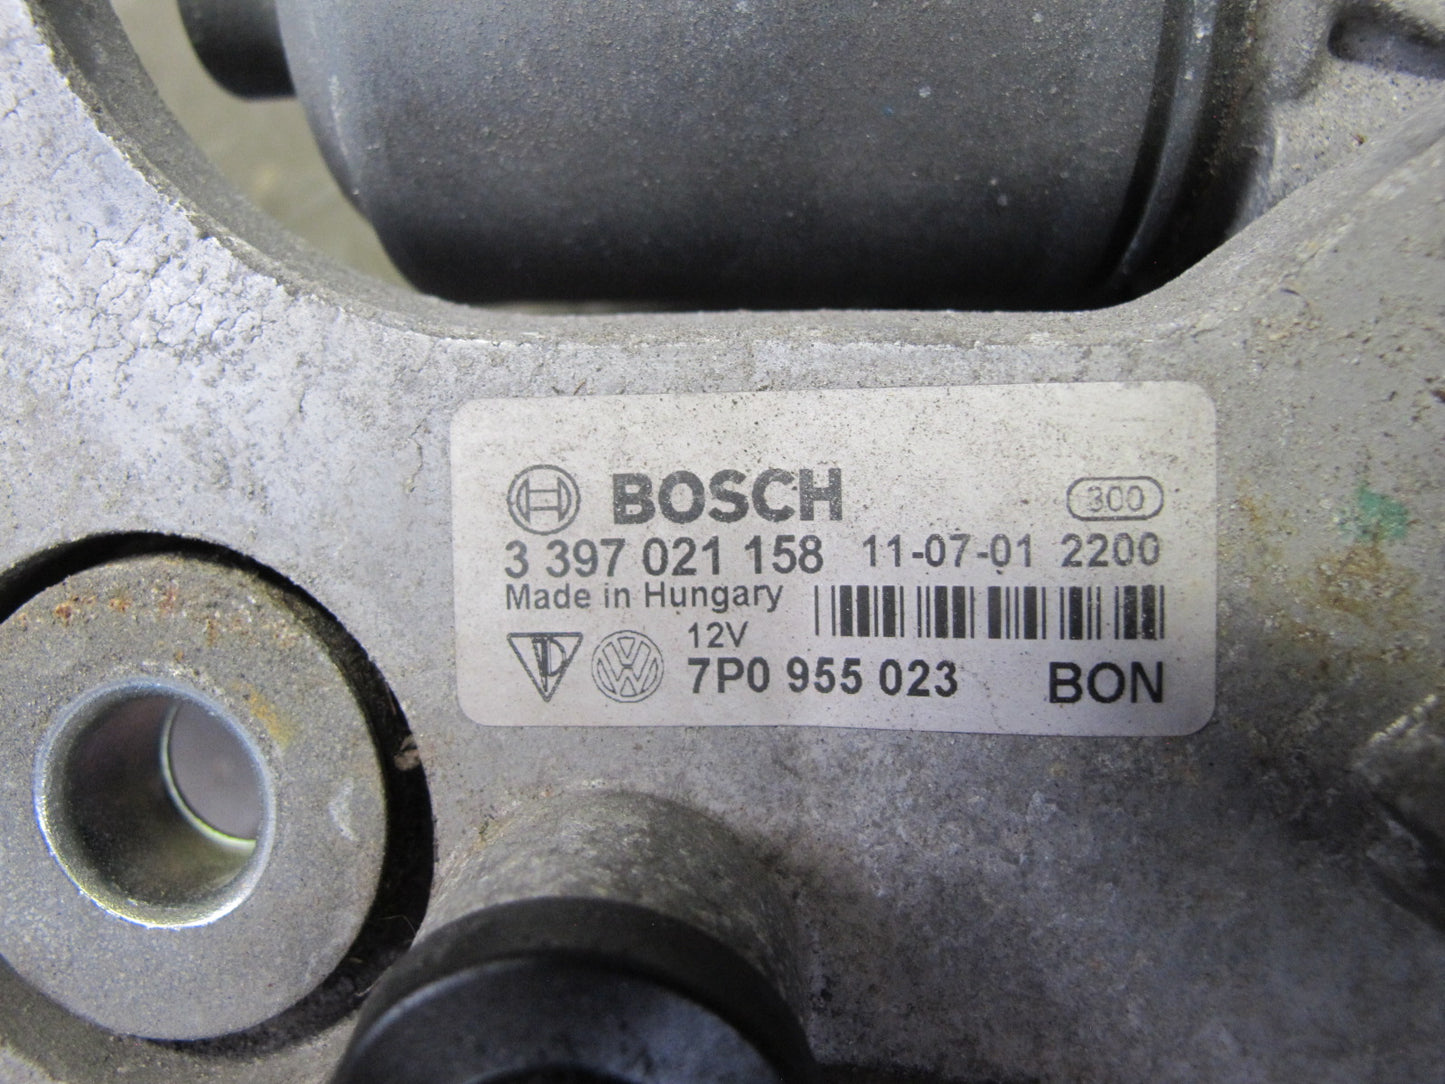 BOSCH 300
3 397 021 158 11-07-01 2200
Made in Hungary
12V
7P0 955 023 BON